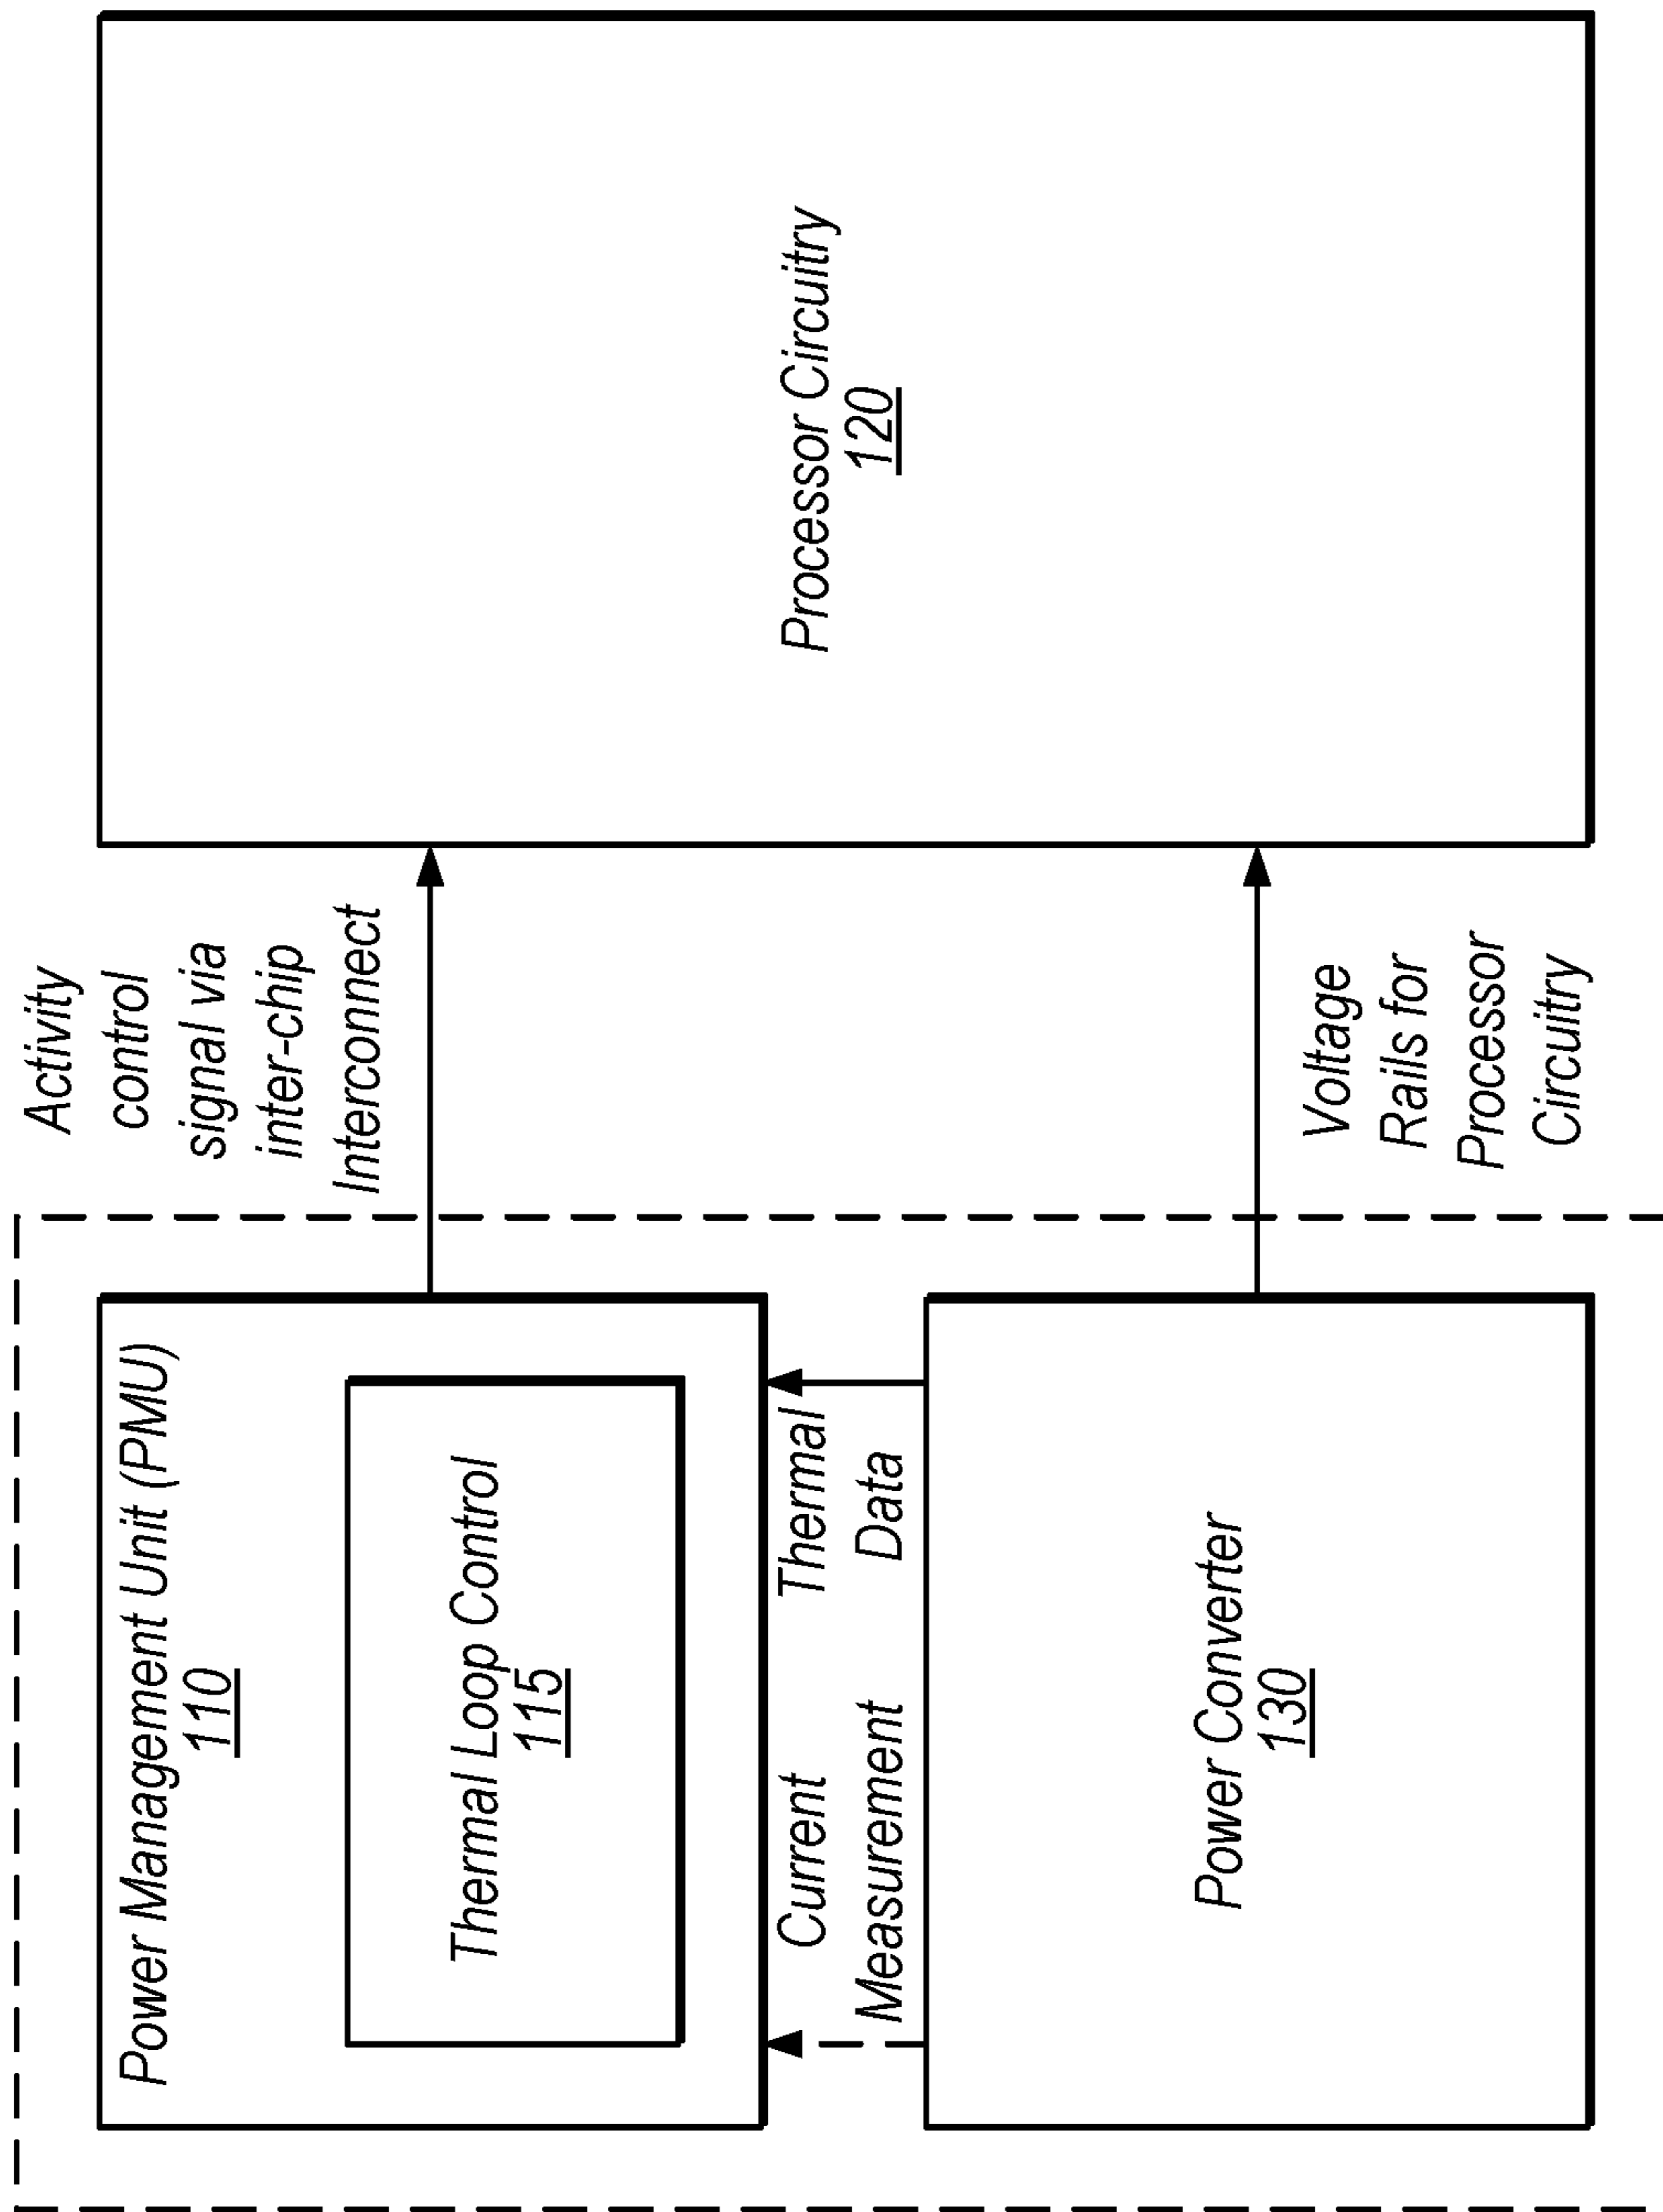 Power Management Unit (PMU)
110
Thermal Loop Control
115
Current
Measurement
Thermal
Data
Power Converter
130
Activity
control
signal via
inter-chip
Interconnect
Voltage
Rails for
Processor
Circuitry
Processor Circuitry
120